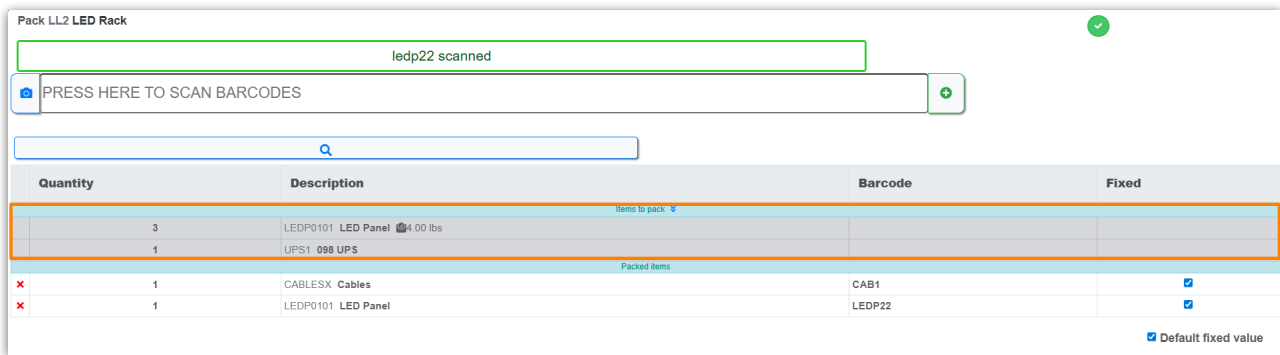 Pack LL2 LED Rack
ledp22 scanned
PRESS HERE TO SCAN BARCODES
Quantity Description Barcode Fixed
Items to pack
3 LEDP0101 LED Panel 4.00 lbs
1 UPS1 098 UPS
Packed items
1 CABLESX Cables CAB1
1 LEDP0101 LED Panel LEDP22
Default fixed value